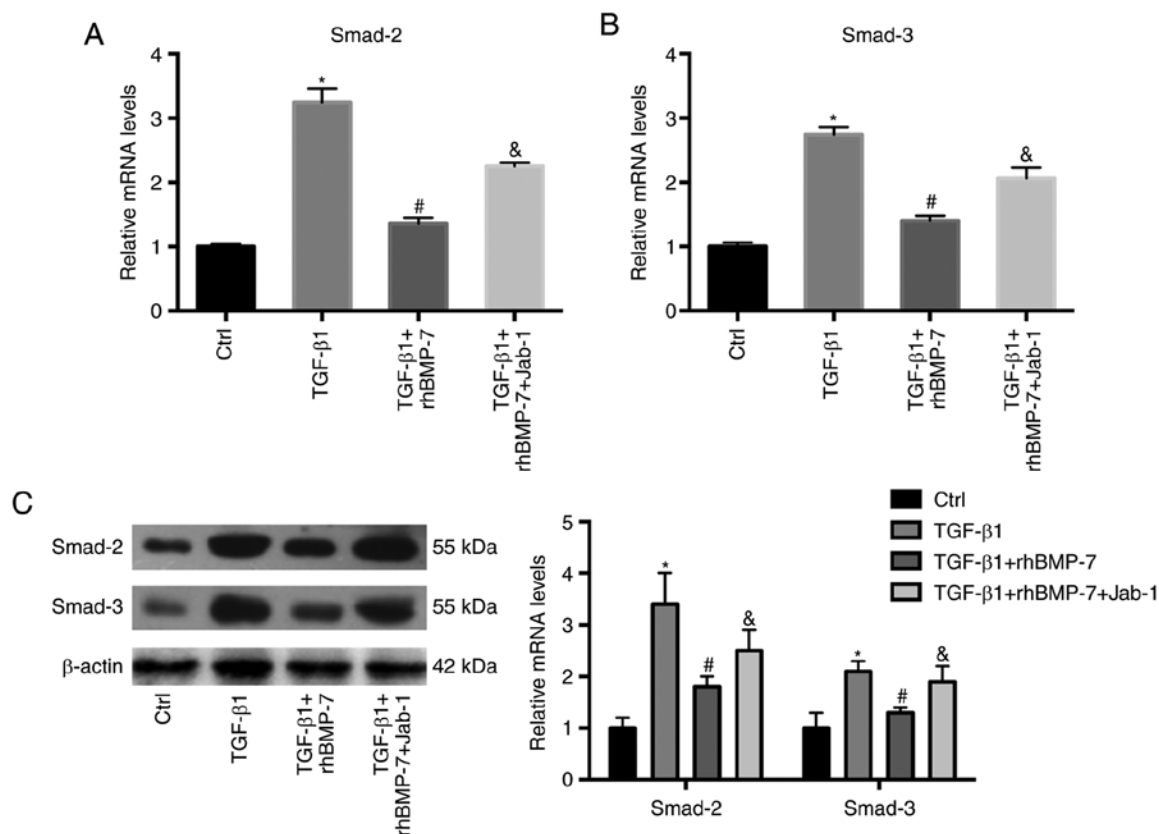 A
Smad-2
Relative mRNA levels
4
3
2
1
0
*
#
&
Ctrl
TGF-β1
TGF-β1+
rhBMP-7
TGF-β1+
rhBMP-7+Jab-1
B
Smad-3
Relative mRNA levels
4
3
2
1
0
*
#
&
Ctrl
TGF-β1
TGF-β1+
rhBMP-7
TGF-β1+
rhBMP-7+Jab-1
C
Smad-2
55 kDa
Smad-3
55 kDa
β-actin
42 kDa
Ctrl
TGF-β1
TGF-β1+
rhBMP-7
TGF-β1+
rhBMP-7+Jab-1
Relative mRNA levels
5
4
3
2
1
0
*
#
&
*
#
&
Smad-2
Smad-3
Ctrl
TGF-β1
TGF-β1+rhBMP-7
TGF-β1+rhBMP-7+Jab-1